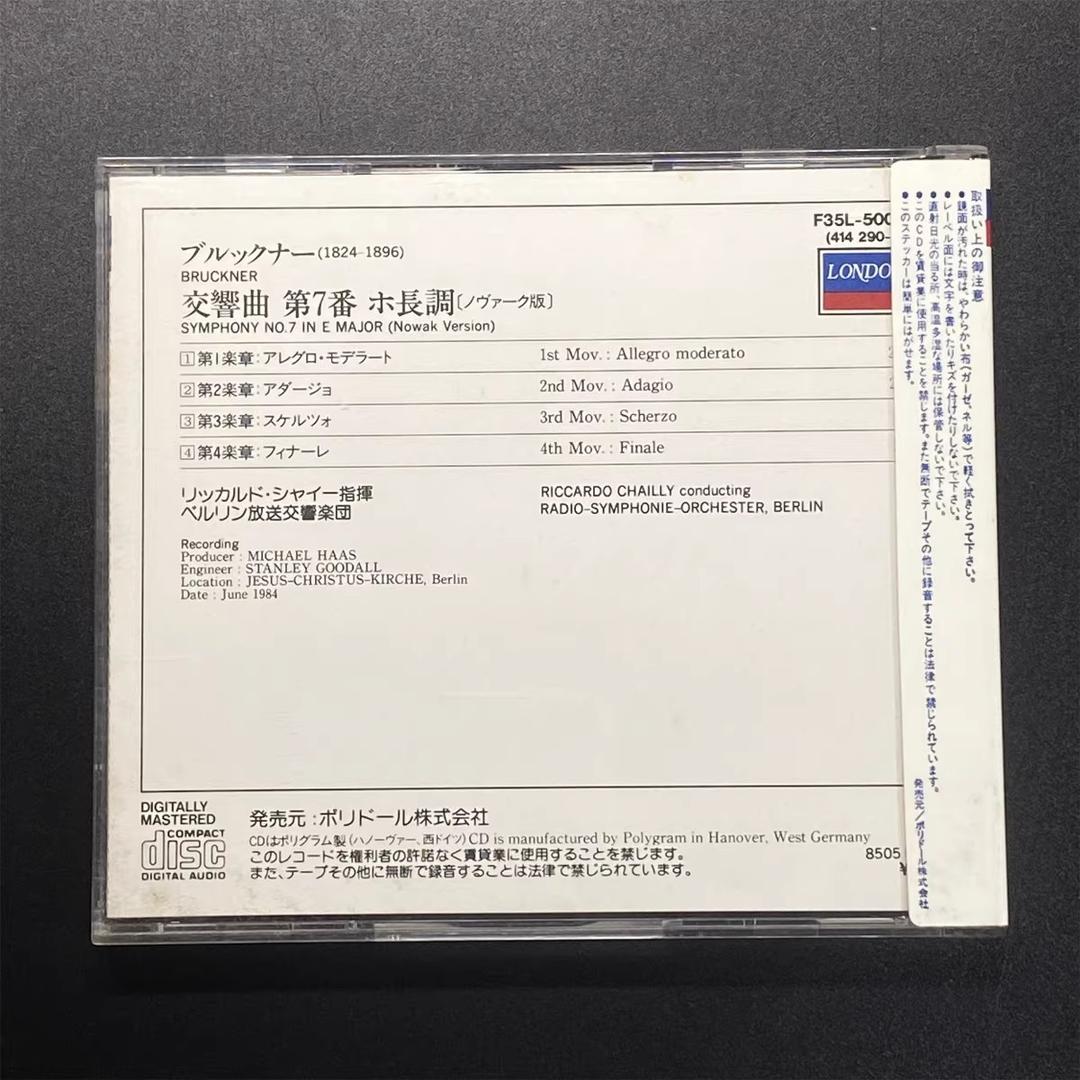 ブルックナー(1824-1896)
BRUCKNER
交響曲 第7番 ホ長調〔ノヴァーク版〕
SYMPHONY NO.7 IN E MAJOR (Nowak Version)
F35L-500
(414 290-
LONDO
1 第1楽章：アレグロ・モデラート 1st Mov. : Allegro moderato
2 第2楽章：アダージョ 2nd Mov. : Adagio
3 第3楽章：スケルツォ 3rd Mov. : Scherzo
4 第4楽章：フィナーレ 4th Mov. : Finale
リッカルド・シャイー指揮
ベルリン放送交響楽団
RICCARDO CHAILLY conducting
RADIO-SYMPHONIE-ORCHESTER, BERLIN
Recording
Producer : MICHAEL HAAS
Engineer : STANLEY GOODALL
Location : JESUS-CHRISTUS-KIRCHE, Berlin
Date : June 1984
DIGITALLY
MASTERED
COMPACT
disc
DIGITAL AUDIO
発売元：ポリドール株式会社
CDはポリグラム製(ハノーヴァー、西ドイツ) CD is manufactured by Polygram in Hanover, West Germany
このレコードを権利者の許諾なく賃貸業に使用することを禁じます。
また、テープその他に無断で録音することは法律で禁じられています。
8505
取扱い上の御注意
●鏡面が汚れた時は、やわらかい布(ガーゼ、ネル等)で軽く拭きとって下さい。
●レーベル面には文字を書いたりキズを付けたりしないで下さい。
●直射日光の当る所、高温多湿な場所には保管しないで下さい。
●このCDを賃貸業に使用することを禁じます。また無断でテープその他に録音することは法律で禁じられています。
●このステッカーは簡単にはがせます。
発売元／ポリドール株式会社